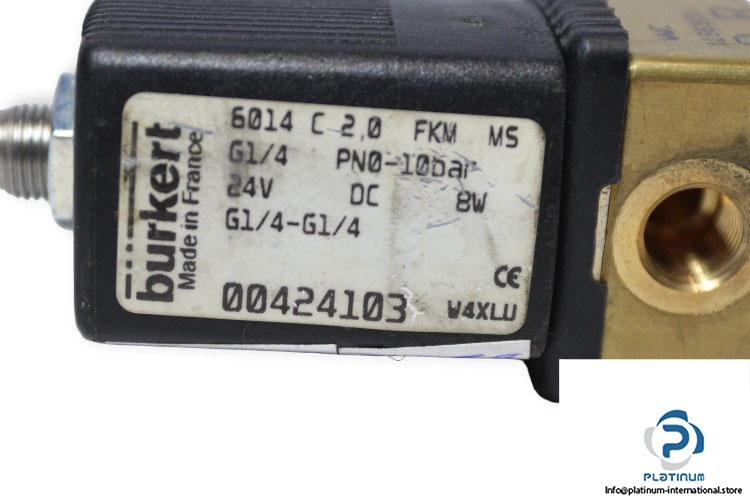 burkert
Made in France
6014 C 2,0 FKM MS
G1/4 PN0-10bar
24V DC 8W
G1/4-G1/4
CE
00424103 W4XLU
PLATINUM
Info@platinum-international.store